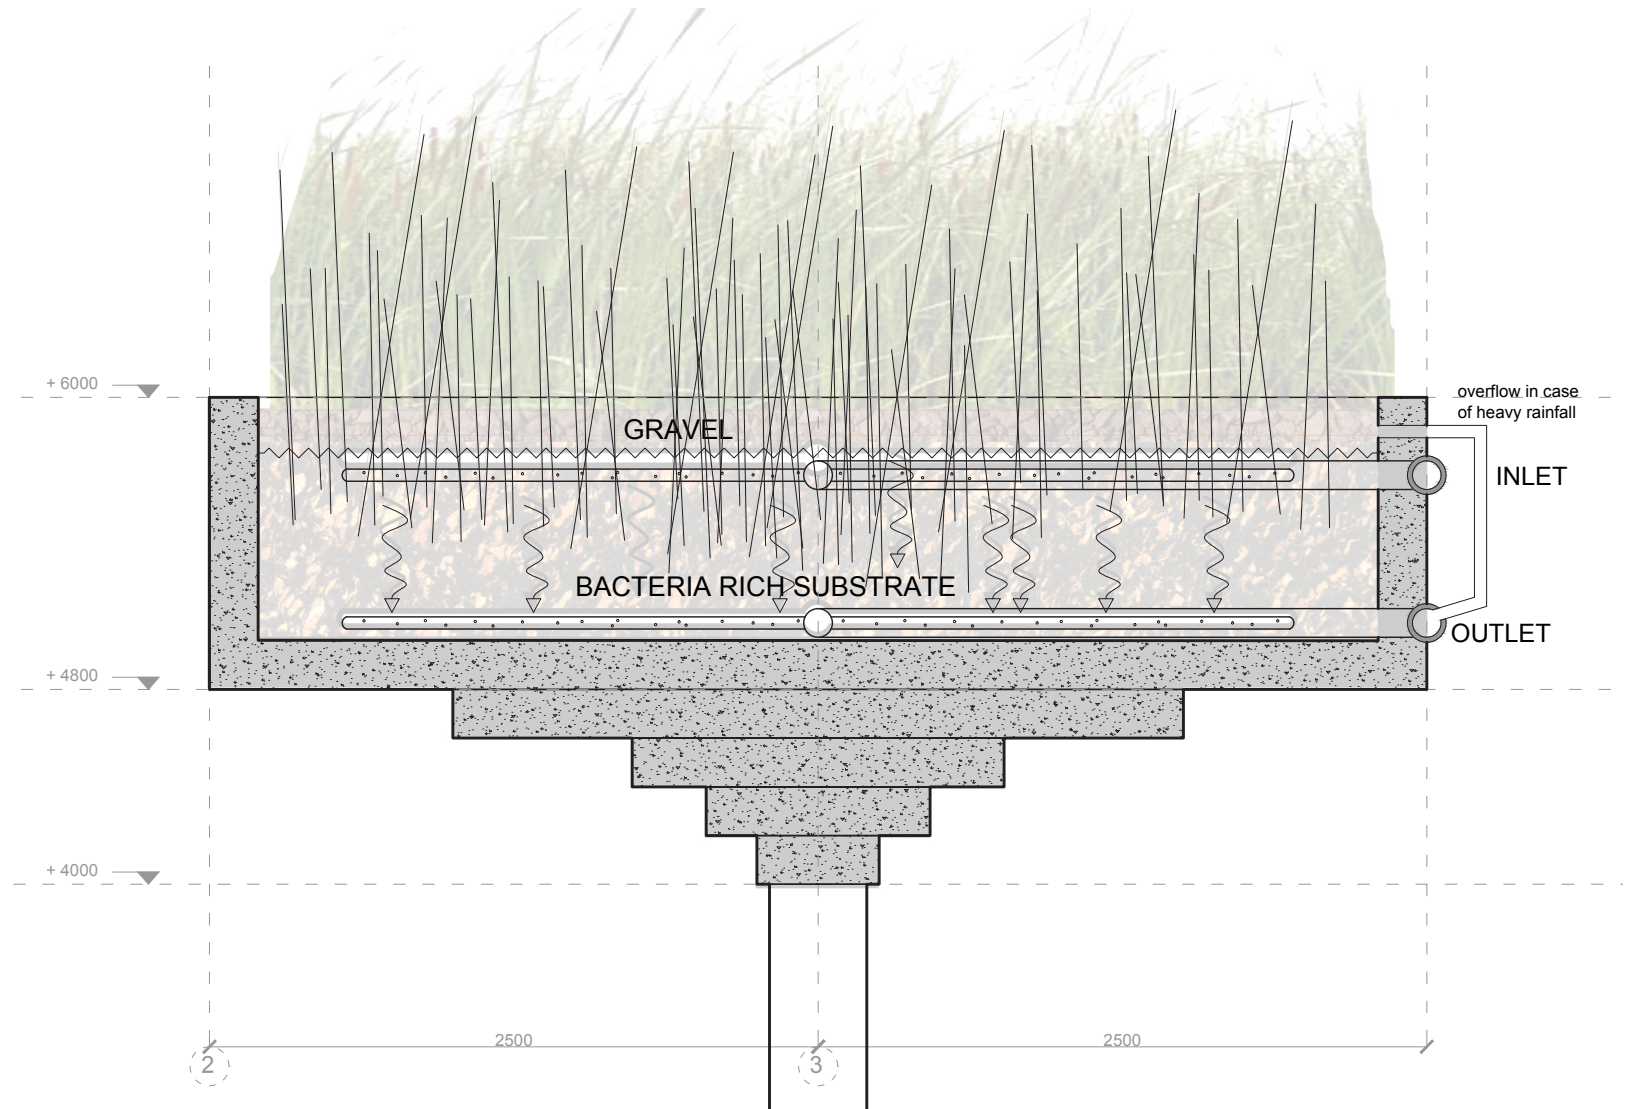 + 6000
overflow in case
of heavy rainfall
GRAVEL
INLET
BACTERIA RICH SUBSTRATE
OUTLET
+ 4800
+ 4000
2500
2500
2
3